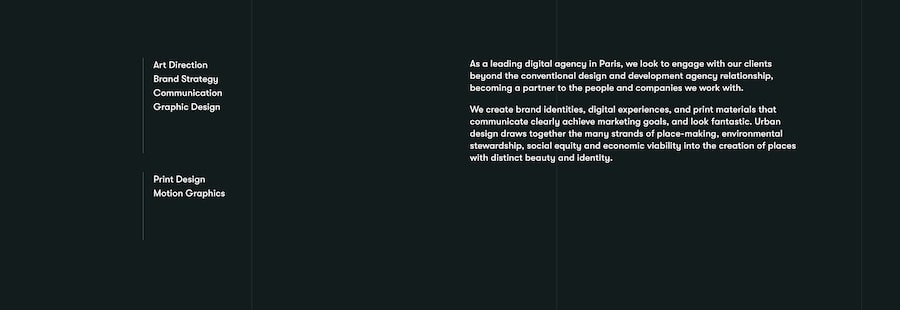 Art Direction
Brand Strategy
Communication
Graphic Design
Print Design
Motion Graphics
As a leading digital agency in Paris, we look to engage with our clients
beyond the conventional design and development agency relationship,
becoming a partner to the people and companies we work with.
We create brand identities, digital experiences, and print materials that
communicate clearly achieve marketing goals, and look fantastic. Urban
design draws together the many strands of place-making, environmental
stewardship, social equity and economic viability into the creation of places
with distinct beauty and identity.